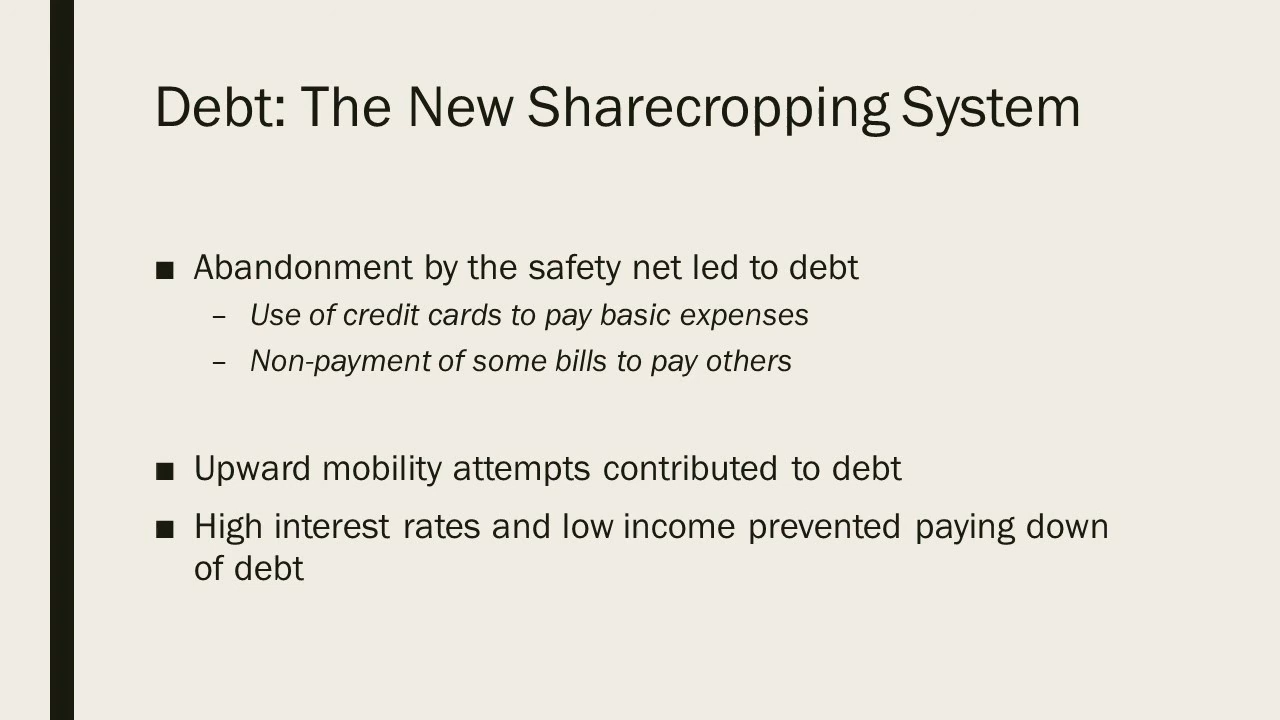 Debt: The New Sharecropping System
■ Abandonment by the safety net led to debt
– Use of credit cards to pay basic expenses
– Non-payment of some bills to pay others
■ Upward mobility attempts contributed to debt
■ High interest rates and low income prevented paying down
of debt